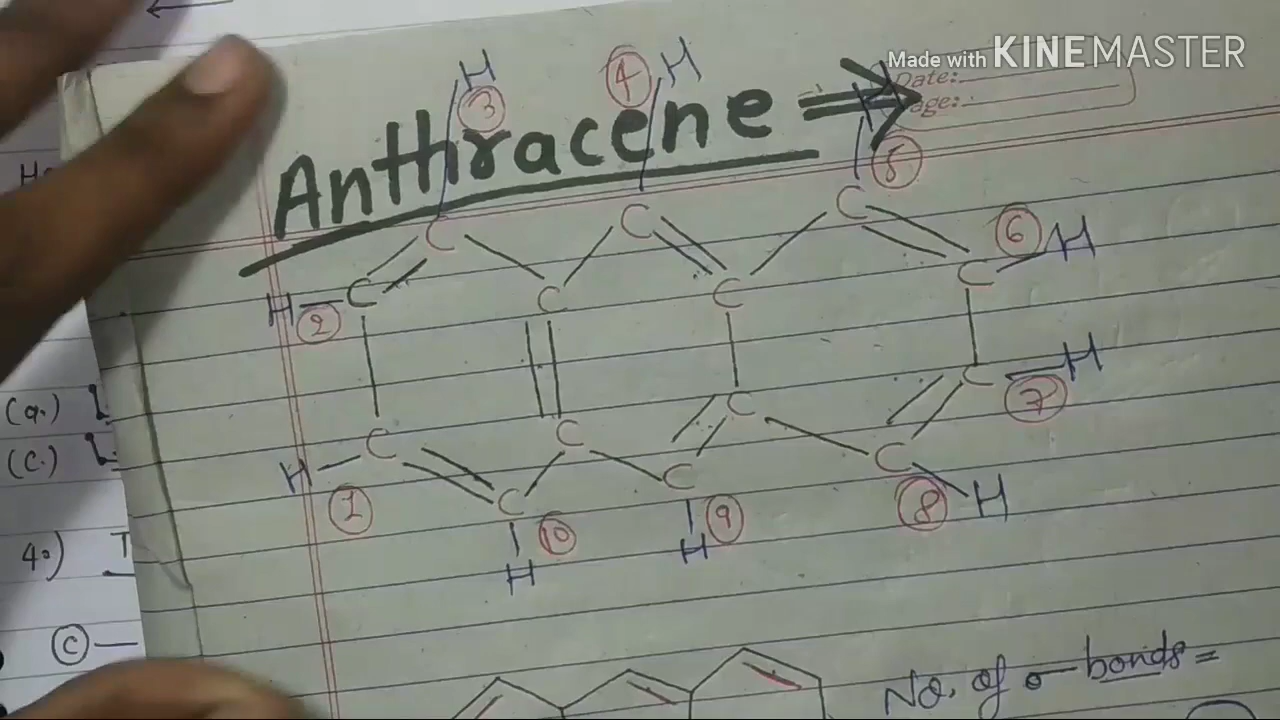 Made with KINEMASTER
Date:
age:
Anthracene ⇒
H H H
3 4 5
C C C
6 H
H C C C C
2
C C H
7
H C C C C
1 C 8 H
10 9
H H
(a.)
(c.)
4.)
c
No. of σ bonds =